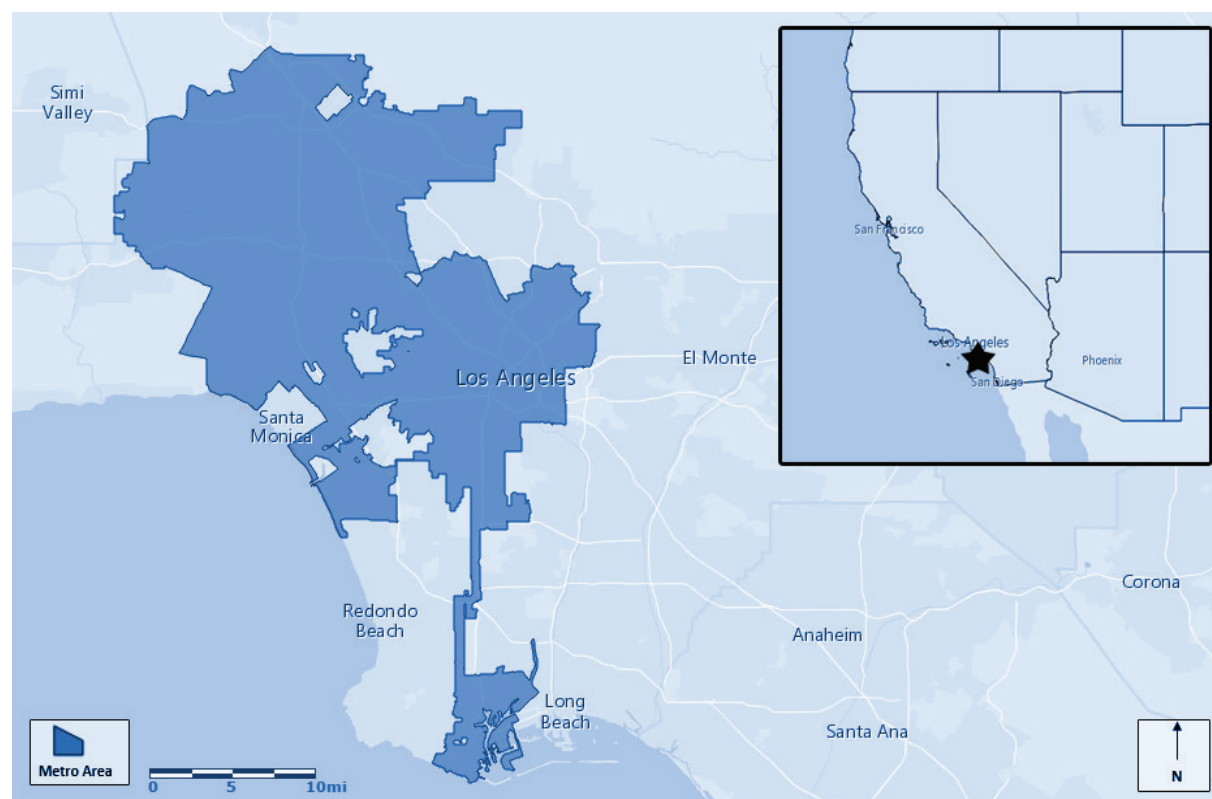 Simi
Valley
San Francisco
Los Angeles
Phoenix
San Diego
El Monte
Los Angeles
Santa
Monica
Corona
Redondo
Beach
Anaheim
Long
Beach
Santa Ana
Metro Area
0 5 10mi
N